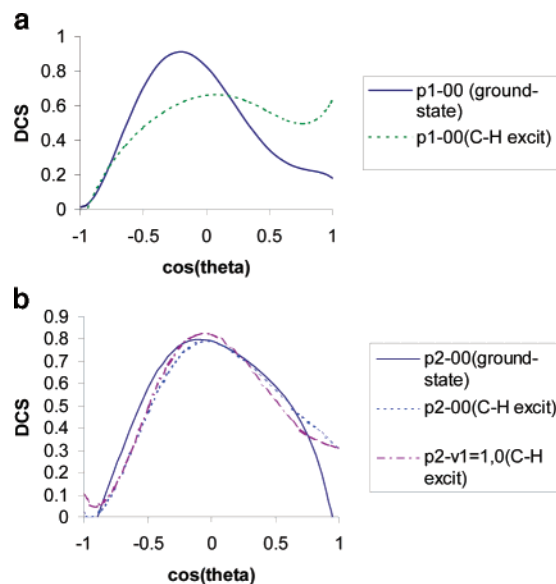 a
1
0.8
0.6
0.4
0.2
0
DCS
-1
-0.5
0
0.5
1
cos(theta)
p1-00 (ground-
state)
p1-00(C-H excit)
b
0.9
0.8
0.7
0.6
0.5
0.4
0.3
0.2
0.1
0
DCS
-1
-0.5
0
0.5
1
cos(theta)
p2-00(ground-
state)
p2-00(C-H excit)
p2-v1=1,0(C-H
excit)